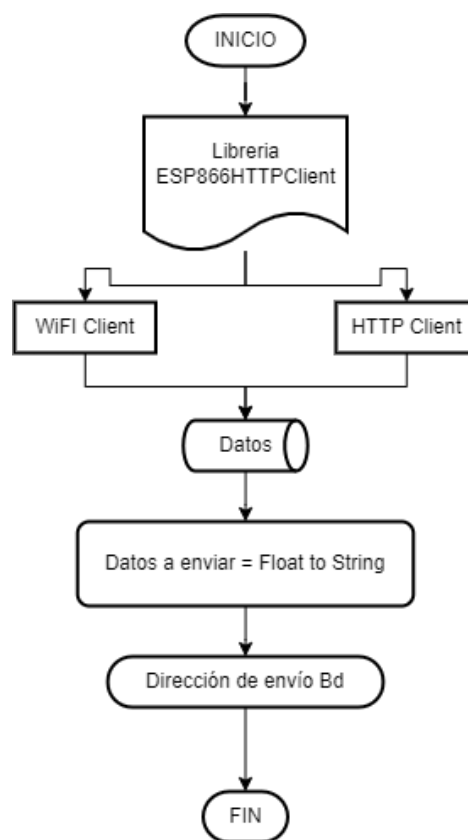 INICIO
Libreria
ESP866HTTPClient
WiFI Client
HTTP Client
Datos
Datos a enviar = Float to String
Dirección de envío Bd
FIN